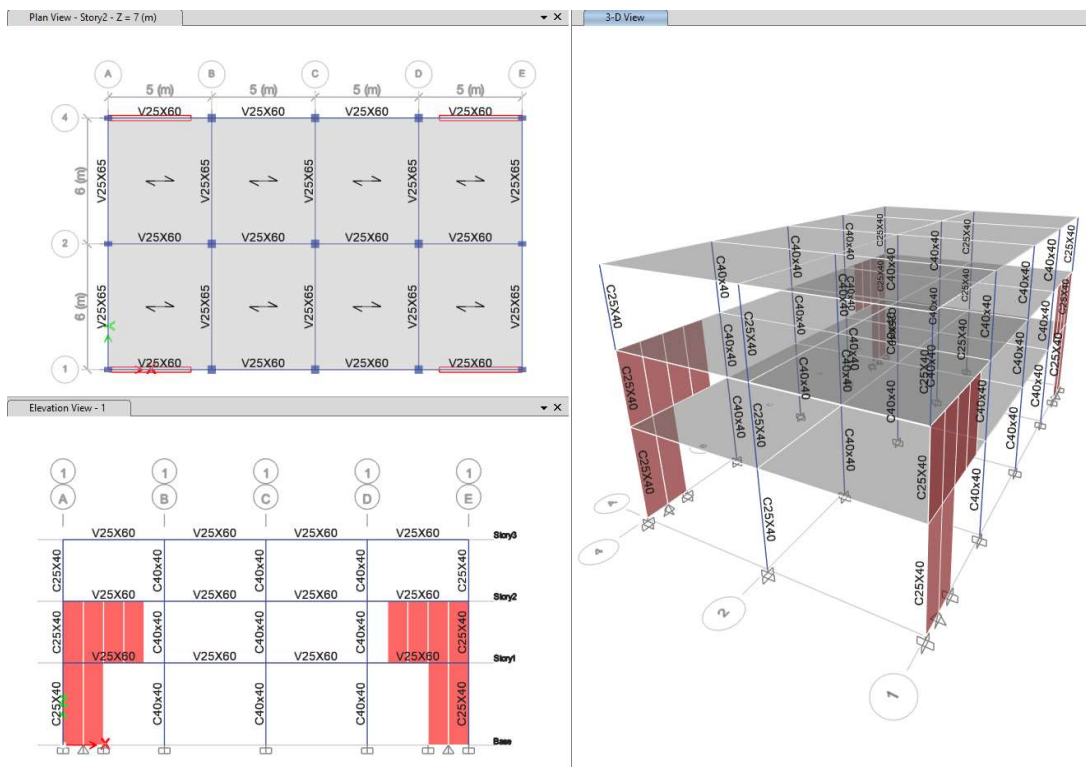 Plan View - Story2 - Z = 7 (m)
A B C D E
5 (m) 5 (m) 5 (m) 5 (m)
4 V25X60 V25X60 V25X60 V25X60
6 (m) V25X65 V25X65 V25X65 V25X65 V25X65
2 V25X60 V25X60 V25X60 V25X60
6 (m) V25X65 V25X65 V25X65 V25X65 V25X65
1 V25X60 V25X60 V25X60 V25X60
X
Elevation View - 1
1 1 1 1 1
A B C D E
V25X60 V25X60 V25X60 V25X60 Story3
C25X40 C40x40 C40x40 C40x40 C25X40
V25X60 V25X60 V25X60 Story2
C25X40 C40x40 C40x40 C40x40 C25X40
V25X60 V25X60 V25X60 V25X60 Story1
C25X40 C40x40 C40x40 C40x40 C25X40
X Base
3-D View
C25X40 C40x40 C40x40 C40x40 C25X40 C40x40 C25X40
C25X40 C40x40 C40x40 C40x40 C40x40 C25X40
C25X40 C40x40 C25X40 C40x40 C25X40 C40x40
C25X40 C40x40 C25X40 C40x40
4
2
1